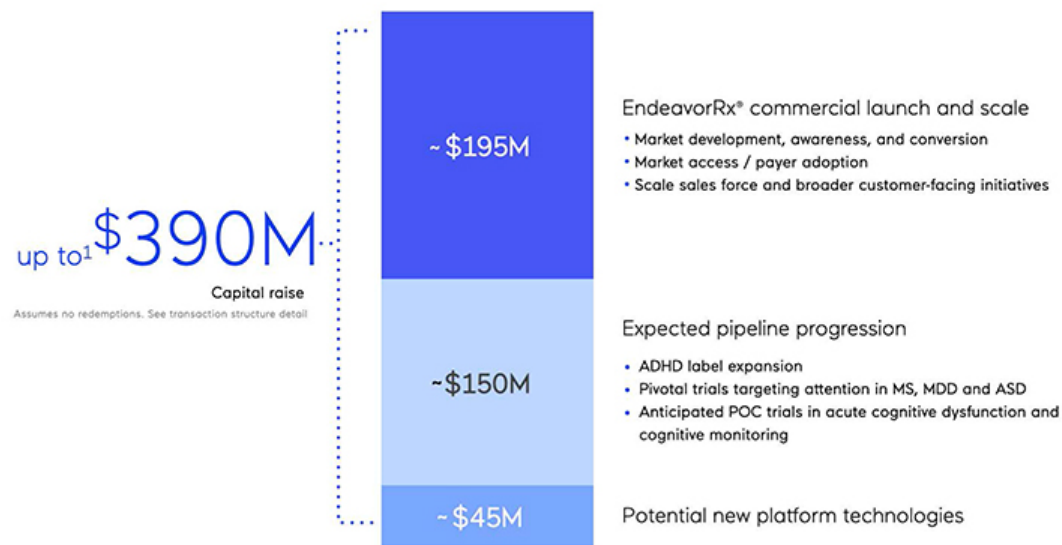 up to¹ $390M
Capital raise
Assumes no redemptions. See transaction structure detail
~ $195M
EndeavorRx® commercial launch and scale
• Market development, awareness, and conversion
• Market access / payer adoption
• Scale sales force and broader customer-facing initiatives
~$150M
Expected pipeline progression
• ADHD label expansion
• Pivotal trials targeting attention in MS, MDD and ASD
• Anticipated POC trials in acute cognitive dysfunction and
cognitive monitoring
~ $45M
Potential new platform technologies